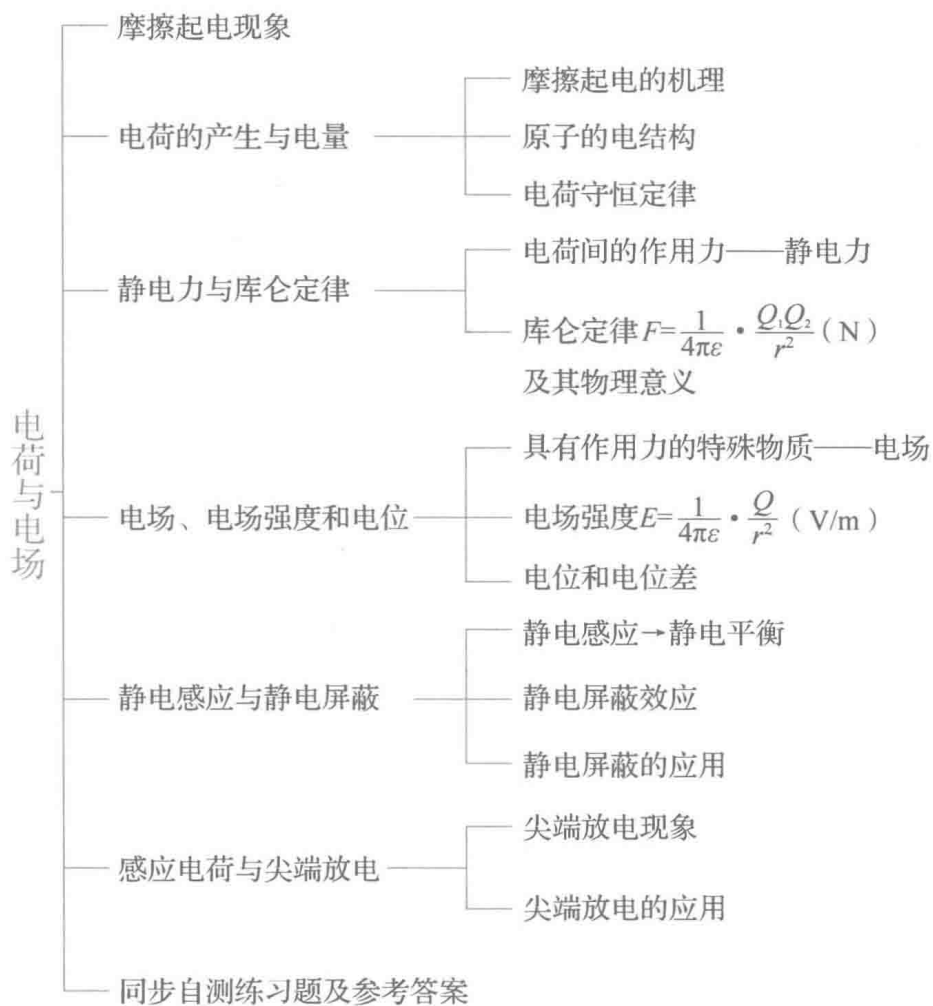 电荷与电场
摩擦起电现象
电荷的产生与电量
摩擦起电的机理
原子的电结构
电荷守恒定律
静电力与库仑定律
电荷间的作用力——静电力
库仑定律F=\frac{1}{4πε}·\frac{Q₁Q₂}{r²}（N）
及其物理意义
电场、电场强度和电位
具有作用力的特殊物质——电场
电场强度E=\frac{1}{4πε}·\frac{Q}{r²}（V/m）
电位和电位差
静电感应与静电屏蔽
静电感应→静电平衡
静电屏蔽效应
静电屏蔽的应用
感应电荷与尖端放电
尖端放电现象
尖端放电的应用
同步自测练习题及参考答案